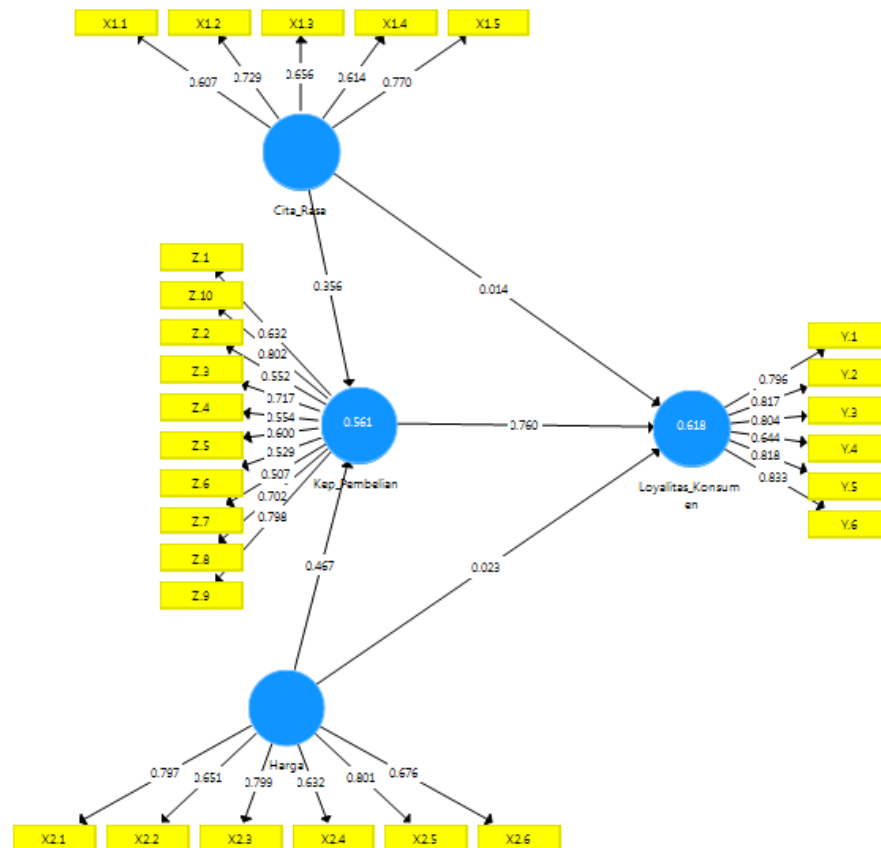 X1.1 X1.2 X1.3 X1.4 X1.5
0.607 0.729 0.656 0.614 0.770
Cita_Rasa
0.356
0.014
Z.1
Z.10
Z.2
Z.3
Z.4
Z.5
Z.6
Z.7
Z.8
Z.9
0.632
0.802
0.552
0.717
0.554
0.600
0.529
0.507
0.702
0.798
0.561
Kep_Pembelian
0.760
0.618
Loyalitas_Konsum
en
0.796
0.817
0.804
0.644
0.818
0.833
Y.1
Y.2
Y.3
Y.4
Y.5
Y.6
0.467
0.023
Harga
0.797 0.651 0.799 0.632 0.801 0.676
X2.1 X2.2 X2.3 X2.4 X2.5 X2.6